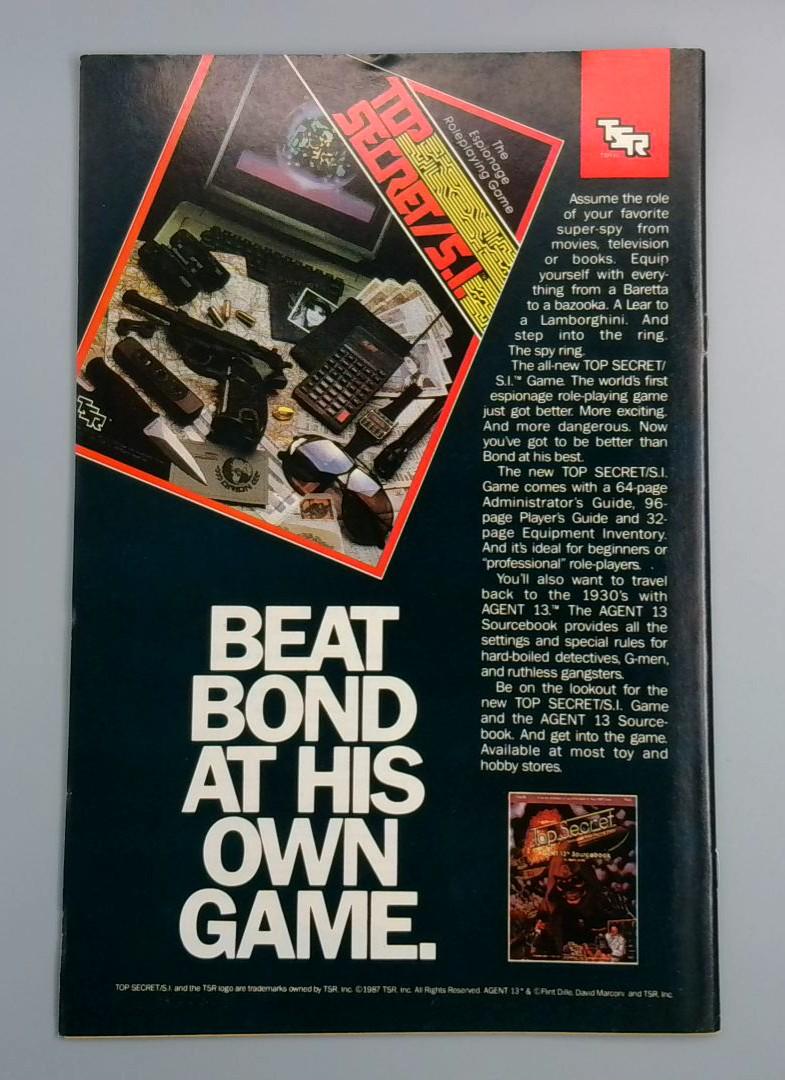 TOP
SECRET/S.I.
The
Espionage
Roleplaying Game
TSR
TSR
Assume the role
of your favorite
super-spy from
movies, television
or books. Equip
yourself with every-
thing from a Baretta
to a bazooka. A Lear to
a Lamborghini. And
step into the ring.
The spy ring.
The all-new TOP SECRET/
S.I.™ Game. The world's first
espionage role-playing game
just got better. More exciting.
And more dangerous. Now
you've got to be better than
Bond at his best.
The new TOP SECRET/S.I.
Game comes with a 64-page
Administrator's Guide, 96-
page Player's Guide and 32-
page Equipment Inventory.
And it's ideal for beginners or
"professional" role-players.
You'll also want to travel
back to the 1930's with
AGENT 13.™ The AGENT 13
Sourcebook provides all the
settings and special rules for
hard-boiled detectives, G-men,
and ruthless gangsters.
Be on the lookout for the
new TOP SECRET/S.I. Game
and the AGENT 13 Source-
book. And get into the game.
Available at most toy and
hobby stores.
BEAT
BOND
AT HIS
OWN
GAME.
Top Secret
AGENT 13™ Sourcebook
TOP SECRET/S.I. and the TSR logo are trademarks owned by TSR, Inc. ©1987 TSR, Inc. All Rights Reserved. AGENT 13™ & ©Flint Dille, David Marconi and TSR, Inc.